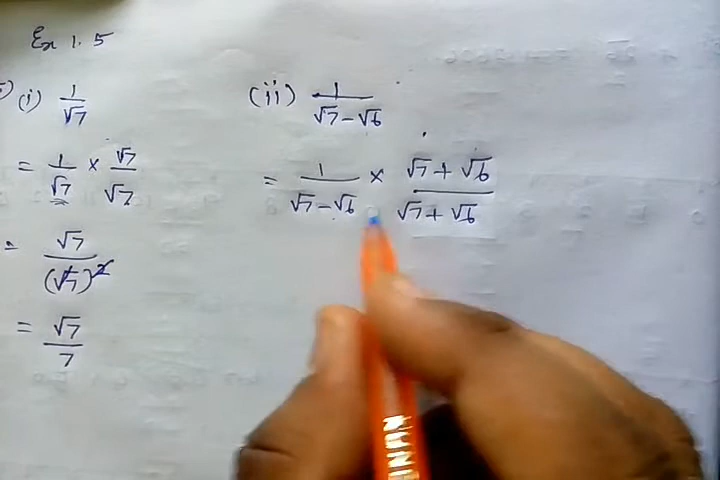 Ex 1.5
(i) 1/√7
= 1/√7 × √7/√7
= √7/(√7)²
= √7/7
(ii) 1/√7-√6
= 1/√7-√6 × √7+√6/√7+√6